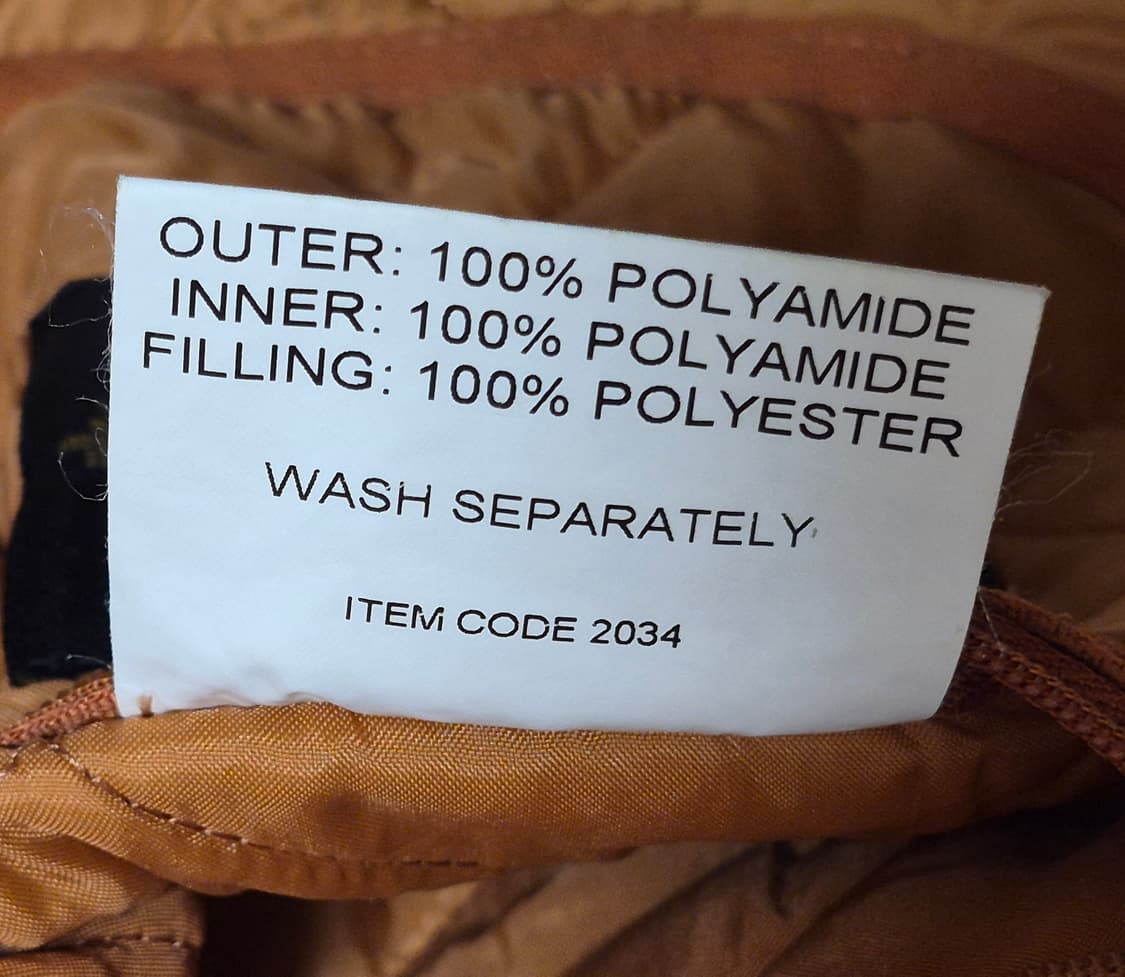 OUTER: 100% POLYAMIDE
INNER: 100% POLYAMIDE
FILLING: 100% POLYESTER
WASH SEPARATELY
ITEM CODE 2034